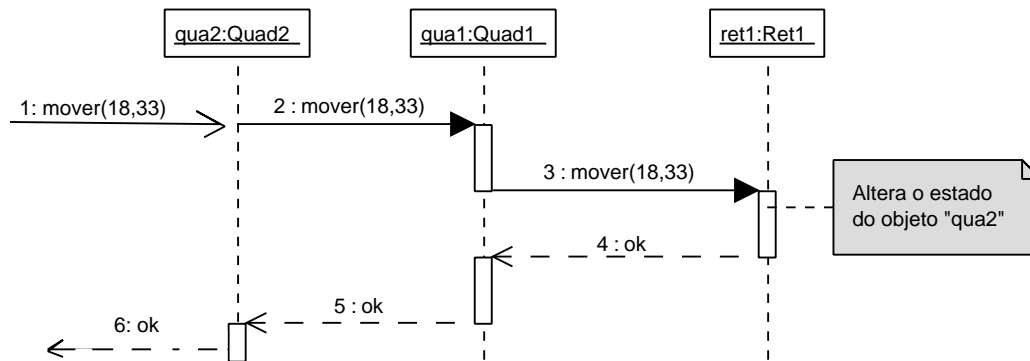 qua2:Quad2
qua1:Quad1
ret1:Ret1
1: mover(18,33)
2 : mover(18,33)
3 : mover(18,33)
Altera o estado
do objeto "qua2"
4 : ok
5 : ok
6: ok